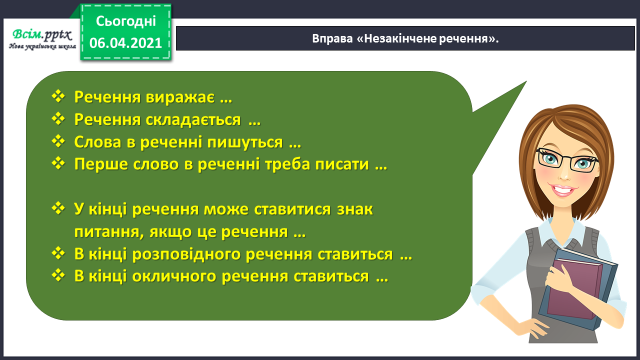 Всім.pptx
Нова українська школа
Сьогодні
06.04.2021
Вправа «Незакінчене речення».
❖ Речення виражає …
❖ Речення складається …
❖ Слова в реченні пишуться …
❖ Перше слово в реченні треба писати …
❖ У кінці речення може ставитися знак
питання, якщо це речення …
❖ В кінці розповідного речення ставиться …
❖ В кінці окличного речення ставиться …